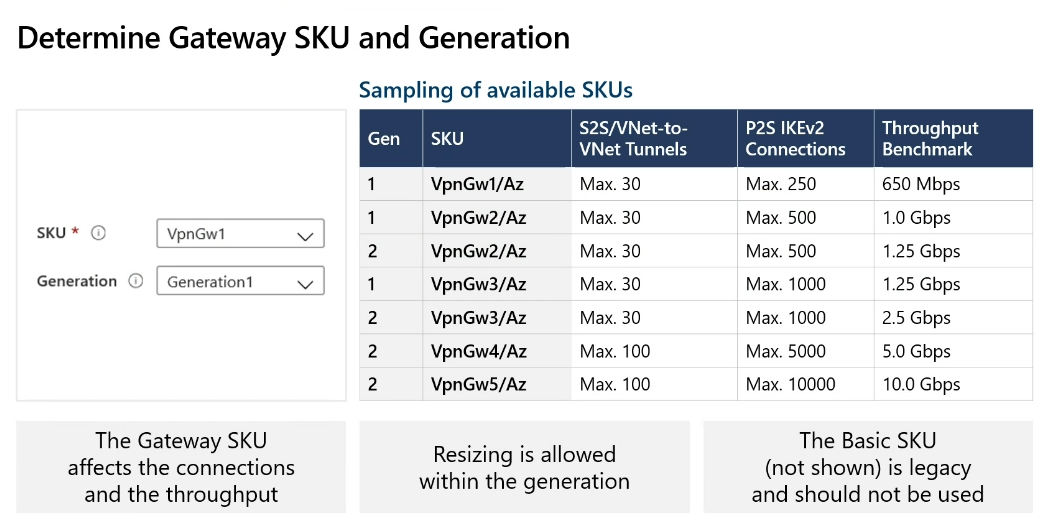 Determine Gateway SKU and Generation
Sampling of available SKUs
SKU *
VpnGw1
Generation
Generation1
Gen SKU S2S/VNet-to-VNet Tunnels P2S IKEv2 Connections Throughput Benchmark
1 VpnGw1/Az Max. 30 Max. 250 650 Mbps
1 VpnGw2/Az Max. 30 Max. 500 1.0 Gbps
2 VpnGw2/Az Max. 30 Max. 500 1.25 Gbps
1 VpnGw3/Az Max. 30 Max. 1000 1.25 Gbps
2 VpnGw3/Az Max. 30 Max. 1000 2.5 Gbps
2 VpnGw4/Az Max. 100 Max. 5000 5.0 Gbps
2 VpnGw5/Az Max. 100 Max. 10000 10.0 Gbps
The Gateway SKU
affects the connections
and the throughput
Resizing is allowed
within the generation
The Basic SKU
(not shown) is legacy
and should not be used